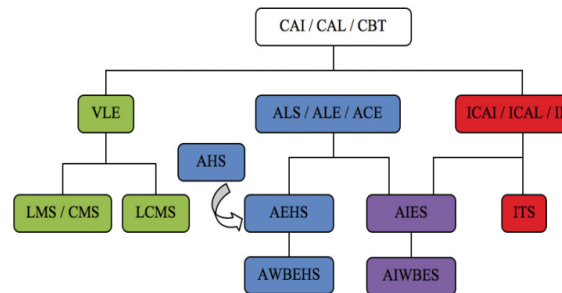 CAI / CAL / CBT
VLE
ALS / ALE / ACE
ICAI / ICAL /
AHS
LMS / CMS
LCMS
AEHS
AIES
ITS
AWBEHS
AIWBES